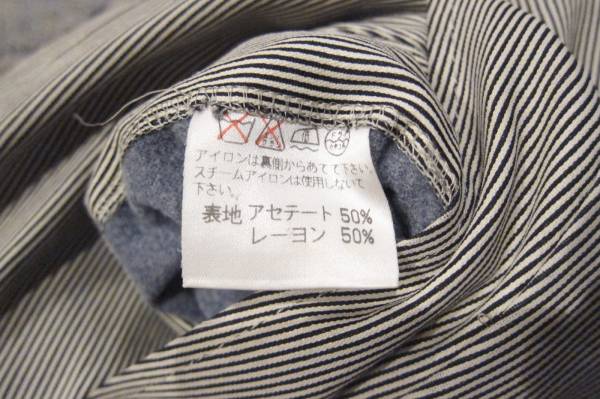 アイロンは裏側からあてて下さい。
スチームアイロンは使用しないで
下さい。
表地 アセテート 50%
レーヨン 50%